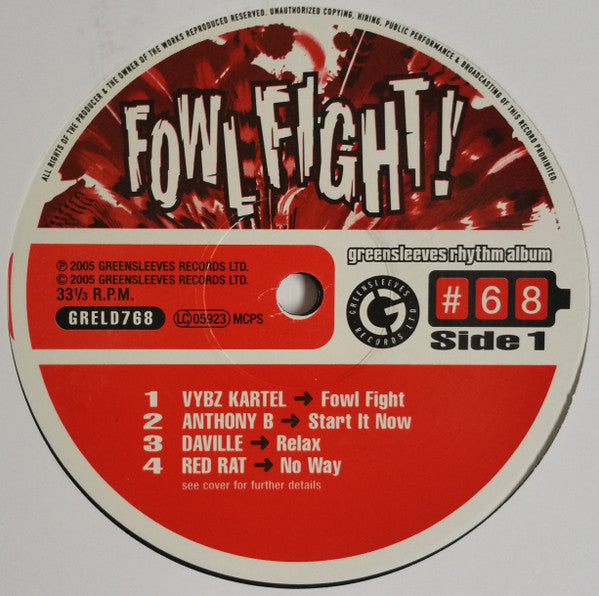 ALL RIGHTS OF THE PRODUCER & THE OWNER OF THE WORKS REPRODUCED RESERVED. UNAUTHORIZED COPYING, HIRING, PUBLIC PERFORMANCE & BROADCASTING OF THIS RECORD PROHIBITED.
FOWL FIGHT!
greensleeves rhythm album
℗ 2005 GREENSLEEVES RECORDS LTD.
© 2005 GREENSLEEVES RECORDS LTD.
33⅓ R.P.M.
GRELD768 LC 05923 MCPS
GREENSLEEVES RECORDS LTD
G
#68
Side 1
1 VYBZ KARTEL → Fowl Fight
2 ANTHONY B → Start It Now
3 DAVILLE → Relax
4 RED RAT → No Way
see cover for further details